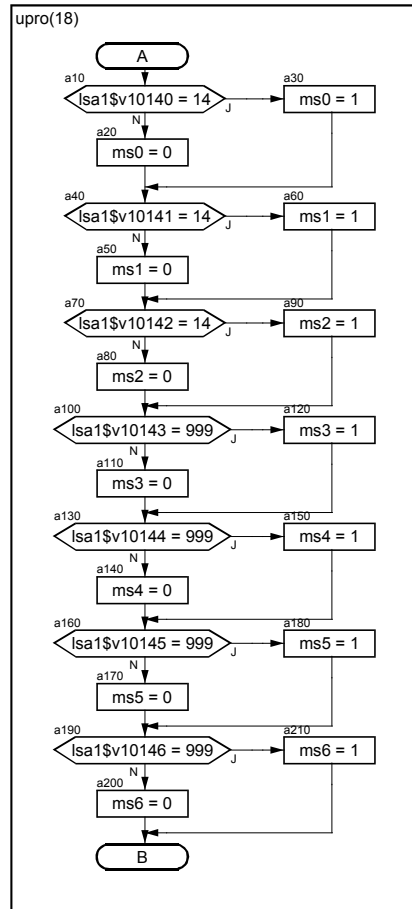 upro(18)
A
a10
lsa1$v10140 = 14
J
N
a30
ms0 = 1
a20
ms0 = 0
a40
lsa1$v10141 = 14
J
N
a60
ms1 = 1
a50
ms1 = 0
a70
lsa1$v10142 = 14
J
N
a90
ms2 = 1
a80
ms2 = 0
a100
lsa1$v10143 = 999
J
N
a120
ms3 = 1
a110
ms3 = 0
a130
lsa1$v10144 = 999
J
N
a150
ms4 = 1
a140
ms4 = 0
a160
lsa1$v10145 = 999
J
N
a180
ms5 = 1
a170
ms5 = 0
a190
lsa1$v10146 = 999
J
N
a210
ms6 = 1
a200
ms6 = 0
B